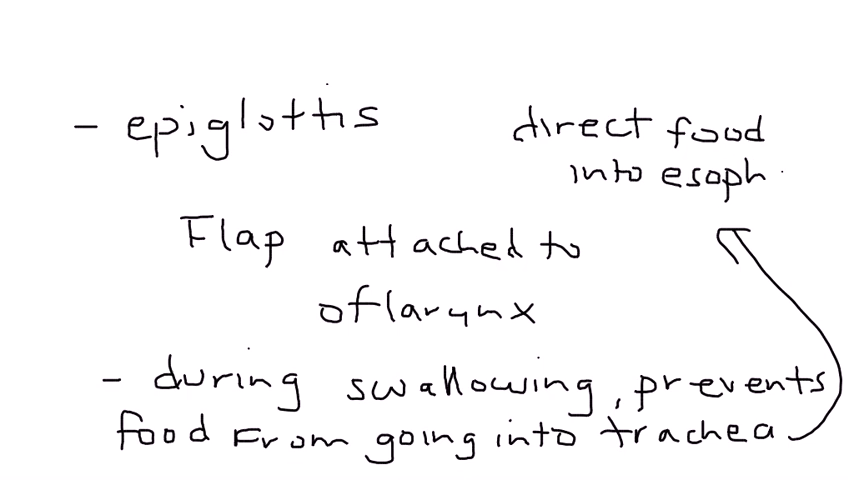 - epiglottis
direct food
into esoph.
Flap attached to
of larynx
- during swallowing, prevents
food from going into trachea